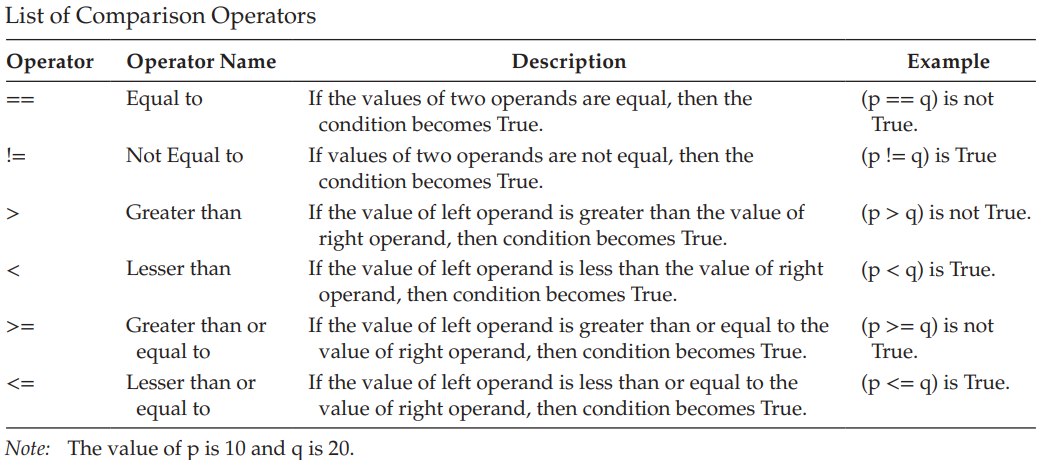 List of Comparison Operators
Operator Operator Name Description Example
== Equal to If the values of two operands are equal, then the (p == q) is not
condition becomes True. True.
!= Not Equal to If values of two operands are not equal, then the (p != q) is True
condition becomes True.
> Greater than If the value of left operand is greater than the value of (p > q) is not True.
right operand, then condition becomes True.
< Lesser than If the value of left operand is less than the value of right (p < q) is True.
operand, then condition becomes True.
>= Greater than or If the value of left operand is greater than or equal to the (p >= q) is not
equal to value of right operand, then condition becomes True. True.
<= Lesser than or If the value of left operand is less than or equal to the (p <= q) is True.
equal to value of right operand, then condition becomes True.
Note: The value of p is 10 and q is 20.